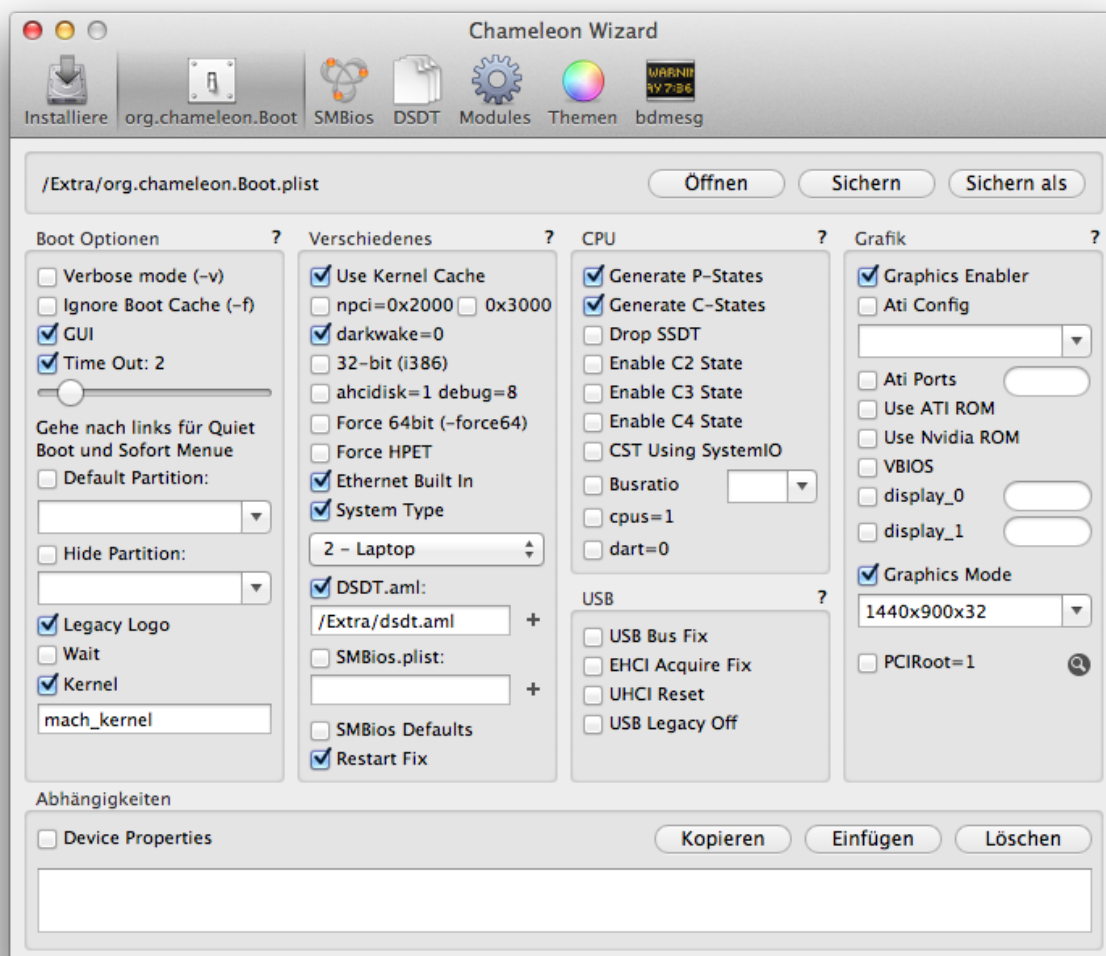 Chameleon Wizard
Installiere org.chameleon.Boot SMBios DSDT Modules Themen bdmesg
/Extra/org.chameleon.Boot.plist Öffnen Sichern Sichern als
Boot Optionen ?
Verbose mode (-v)
Ignore Boot Cache (-f)
GUI
Time Out: 2
Gehe nach links für Quiet
Boot und Sofort Menue
Default Partition:
Hide Partition:
Legacy Logo
Wait
Kernel
mach_kernel
Verschiedenes ?
Use Kernel Cache
npci=0x2000 0x3000
darkwake=0
32-bit (i386)
ahcidisk=1 debug=8
Force 64bit (-force64)
Force HPET
Ethernet Built In
System Type
2 - Laptop
DSDT.aml:
/Extra/dsdt.aml +
SMBios.plist:
+
SMBios Defaults
Restart Fix
CPU ?
Generate P-States
Generate C-States
Drop SSDT
Enable C2 State
Enable C3 State
Enable C4 State
CST Using SystemIO
Busratio
cpus=1
dart=0
USB ?
USB Bus Fix
EHCI Acquire Fix
UHCI Reset
USB Legacy Off
Grafik ?
Graphics Enabler
Ati Config
Ati Ports
Use ATI ROM
Use Nvidia ROM
VBIOS
display_0
display_1
Graphics Mode
1440x900x32
PCIRoot=1
Abhängigkeiten
Device Properties Kopieren Einfügen Löschen